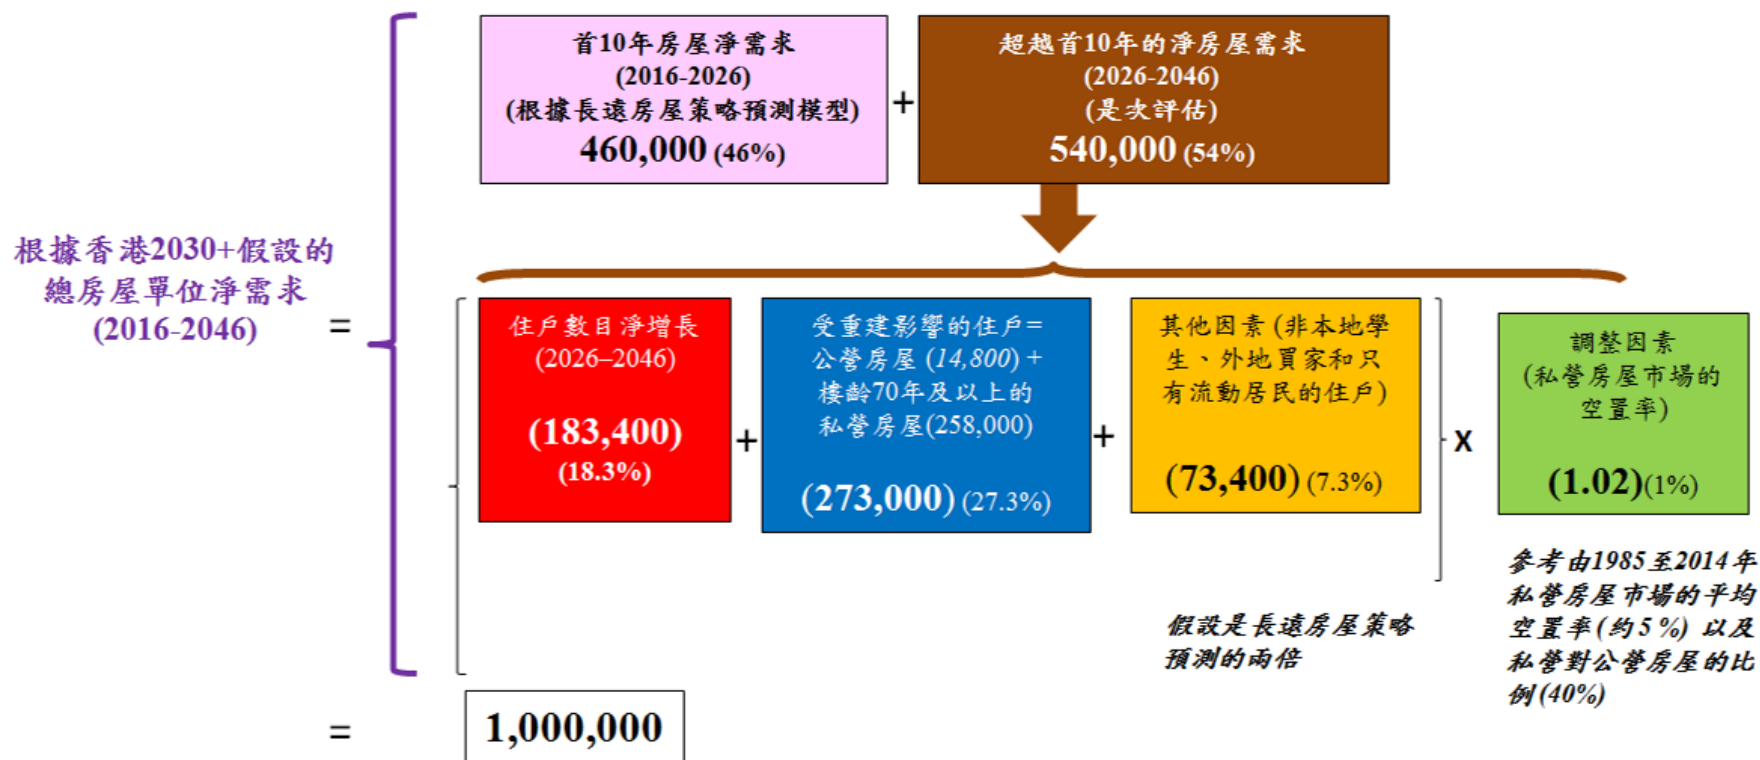 首10年房屋淨需求
(2016-2026)
(根據長遠房屋策略預測模型)
460,000 (46%)
+
超越首10年的淨房屋需求
(2026-2046)
(是次評估)
540,000 (54%)
根據香港2030+假設的
總房屋單位淨需求
(2016-2046)
=
住戶數目淨增長
(2026–2046)
(183,400)
(18.3%)
+
受重建影響的住戶=
公營房屋 (14,800) +
樓齡70年及以上的
私營房屋(258,000)
(273,000) (27.3%)
+
其他因素 (非本地學
生、外地買家和只
有流動居民的住戶)
(73,400) (7.3%)
X
調整因素
(私營房屋市場的
空置率)
(1.02)(1%)
假設是長遠房屋策略
預測的兩倍
參考由1985至2014年
私營房屋市場的平均
空置率(約5%) 以及
私營對公營房屋的比
例(40%)
=
1,000,000